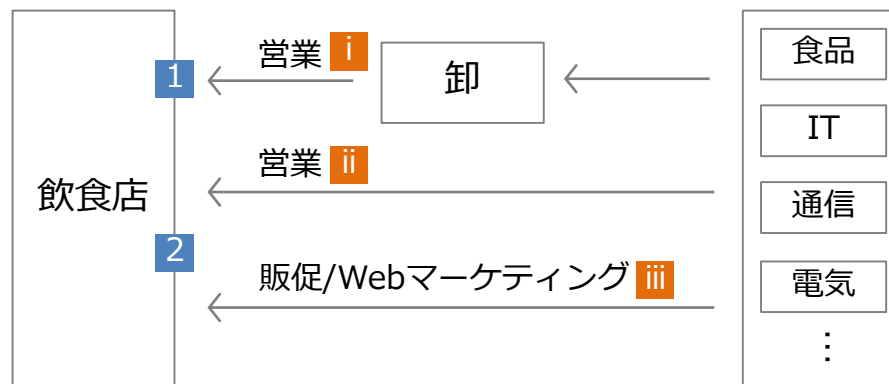 営業 i
1
卸
食品
IT
営業 ii
飲食店
通信
2
販促/Webマーケティング iii
電気
⋮